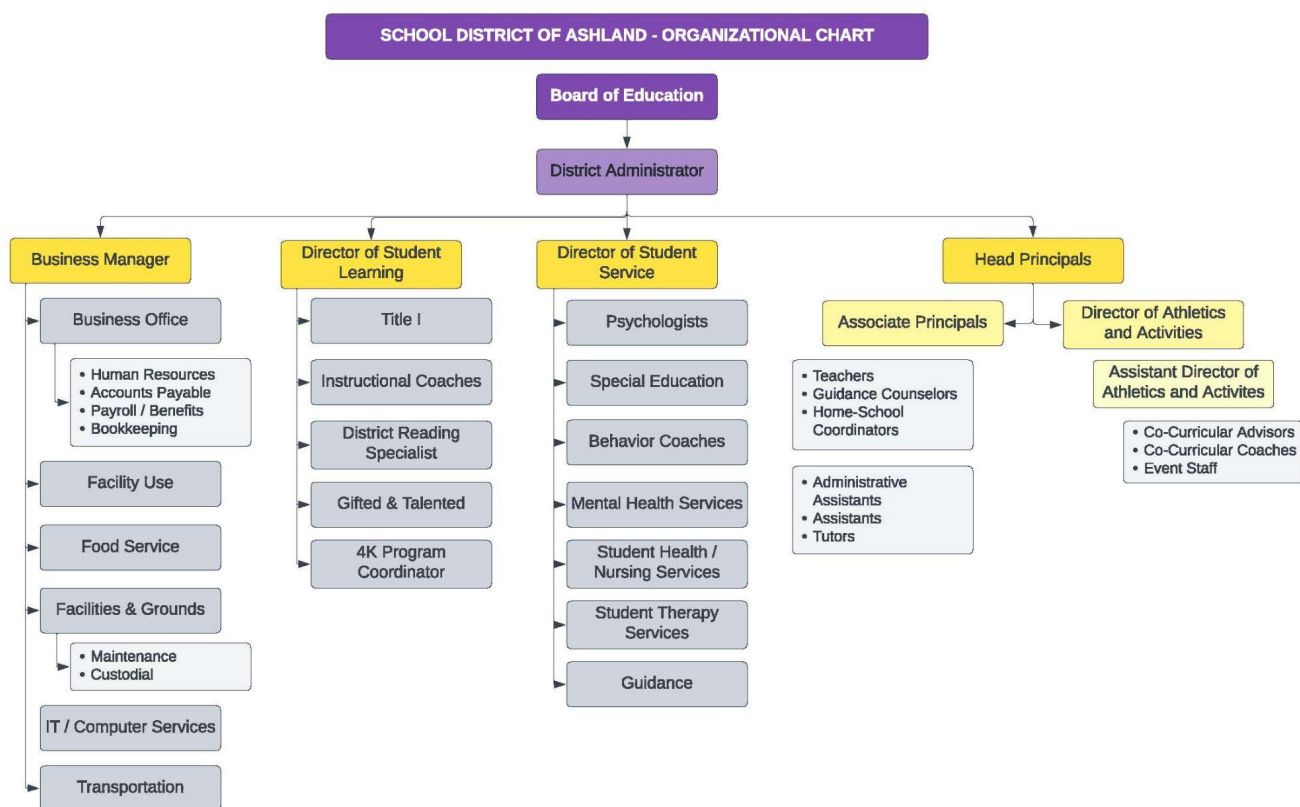 SCHOOL DISTRICT OF ASHLAND - ORGANIZATIONAL CHART
Board of Education
District Administrator
Business Manager
Business Office
• Human Resources
• Accounts Payable
• Payroll / Benefits
• Bookkeeping
Facility Use
Food Service
Facilities & Grounds
• Maintenance
• Custodial
IT / Computer Services
Transportation
Director of Student
Learning
Title I
Instructional Coaches
District Reading
Specialist
Gifted & Talented
4K Program
Coordinator
Director of Student
Service
Psychologists
Special Education
Behavior Coaches
Mental Health Services
Student Health /
Nursing Services
Student Therapy
Services
Guidance
Head Principals
Associate Principals
• Teachers
• Guidance Counselors
• Home-School
Coordinators
• Administrative
Assistants
• Assistants
• Tutors
Director of Athletics
and Activities
Assistant Director of
Athletics and Activites
• Co-Curricular Advisors
• Co-Curricular Coaches
• Event Staff